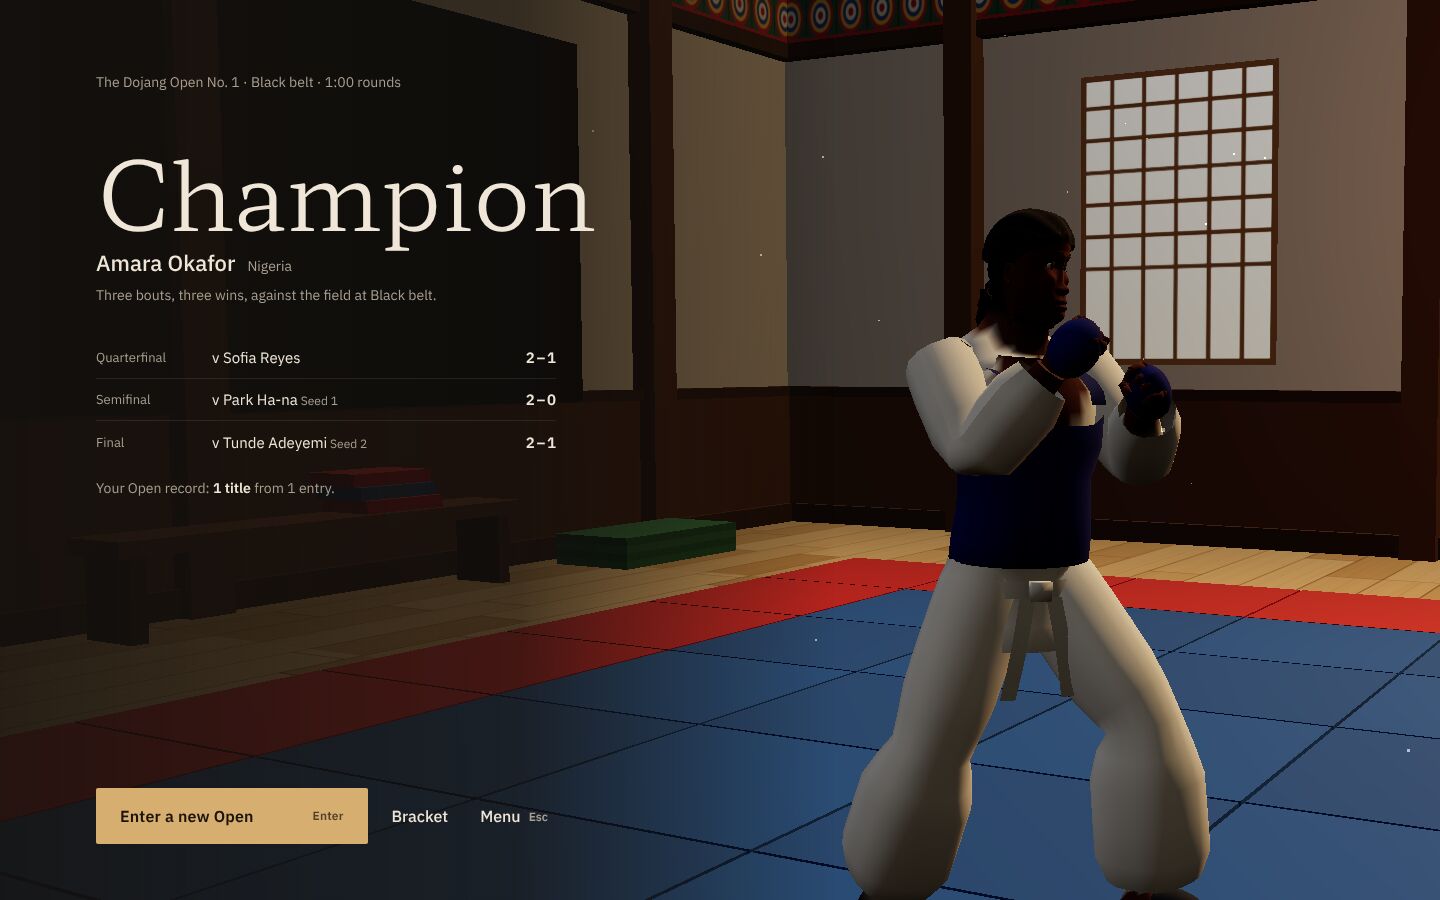 The Dojang Open No. 1 · Black belt · 1:00 rounds
Champion
Amara Okafor Nigeria
Three bouts, three wins, against the field at Black belt.
Quarterfinal v Sofia Reyes 2–1
Semifinal v Park Ha-na Seed 1 2–0
Final v Tunde Adeyemi Seed 2 2–1
Your Open record: 1 title from 1 entry.
Enter a new Open Enter Bracket Menu Esc